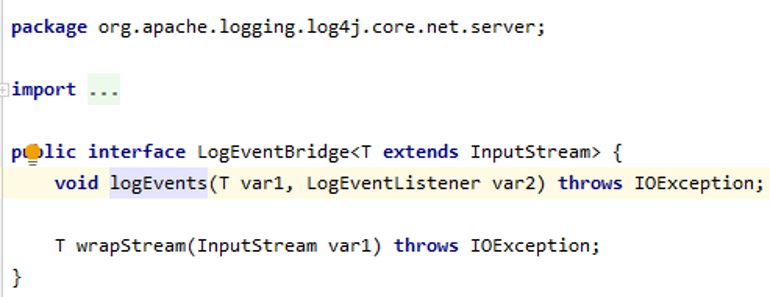 package org.apache.logging.log4j.core.net.server;
import ...
public interface LogEventBridge<T extends InputStream> {
void logEvents(T var1, LogEventListener var2) throws IOException;
T wrapStream(InputStream var1) throws IOException;
}